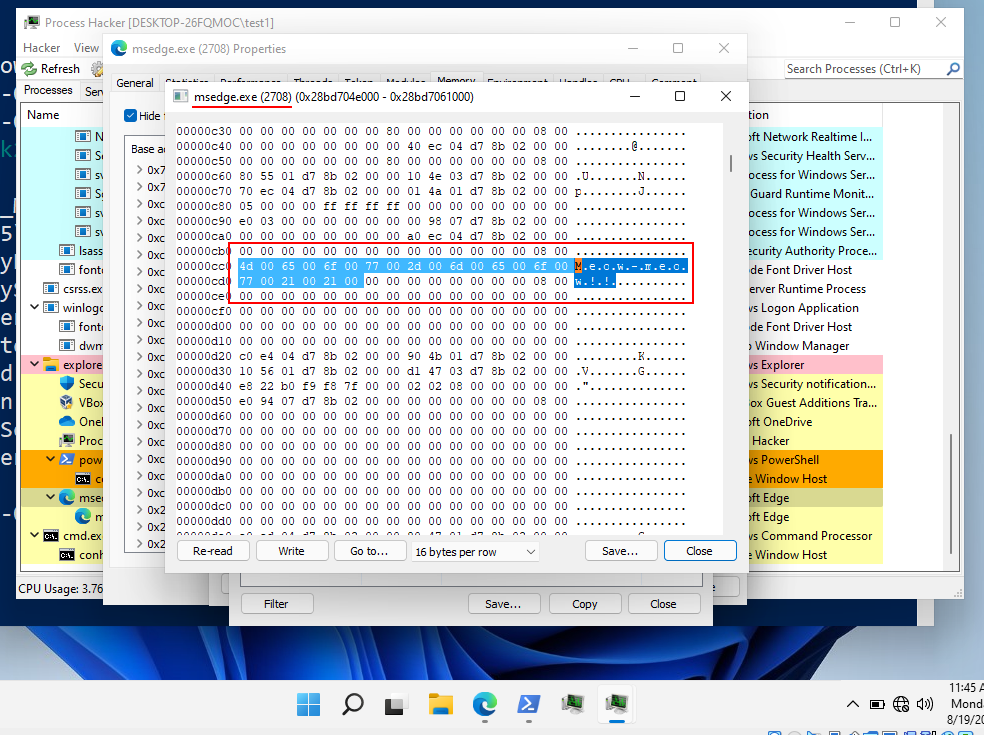 Process Hacker [DESKTOP-26FQMOC\test1]
Hacker View
Refresh
Search Processes (Ctrl+K)
Processes
Name
msedge.exe (2708) Properties
General Statistics Performance Threads Token Modules Memory Environment Handles GPU Comment
Hide
Base ad
msedge.exe (2708) (0x28bd704e000 - 0x28bd7061000)
00000c30 00 00 00 00 00 00 00 80 00 00 00 00 00 00 08 00 ................
00000c40 00 00 00 00 00 00 00 00 40 ec 04 d7 8b 02 00 00 ........@.......
00000c50 00 00 00 00 00 00 00 80 00 00 00 00 00 00 08 00 ................
00000c60 80 55 01 d7 8b 02 00 00 10 4e 03 d7 8b 02 00 00 .U.......N......
00000c70 70 ec 04 d7 8b 02 00 00 01 4a 01 d7 8b 02 00 00 p........J......
00000c80 05 00 00 00 ff ff ff ff 00 00 00 00 00 00 00 00 ................
00000c90 e0 03 00 00 00 00 00 00 00 98 07 d7 8b 02 00 00 ................
00000ca0 00 00 00 00 00 00 00 00 a0 ec 04 d7 8b 02 00 00 ................
00000cb0 00 00 00 00 00 00 00 00 00 00 00 00 00 00 08 00 ................
00000cc0 4d 00 65 00 6f 00 77 00 2d 00 6d 00 65 00 6f 00 M.e.o.w.-.m.e.o.
00000cd0 77 00 21 00 21 00 00 00 00 00 00 00 00 00 08 00 w.!.!...........
00000ce0 00 00 00 00 00 00 00 00 00 00 00 00 00 00 00 00 ................
00000cf0 00 00 00 00 00 00 00 00 00 00 00 00 00 00 00 00 ................
00000d00 00 00 00 00 00 00 00 00 00 00 00 00 00 00 00 00 ................
00000d10 00 00 00 00 00 00 00 00 00 00 00 00 00 00 00 00 ................
00000d20 c0 e4 04 d7 8b 02 00 00 90 4b 01 d7 8b 02 00 00 .........K......
00000d30 10 56 01 d7 8b 02 00 00 d1 47 03 d7 8b 02 00 00 .V.......G......
00000d40 e8 22 b0 f9 f8 7f 00 00 02 02 08 00 00 00 00 00 ."..............
00000d50 e0 94 07 d7 8b 02 00 00 00 00 00 00 00 00 08 00 ................
00000d60 00 00 00 00 00 00 00 00 00 00 00 00 00 00 00 00 ................
00000d70 00 00 00 00 00 00 00 00 00 00 00 00 00 00 00 00 ................
00000d80 00 00 00 00 00 00 00 00 00 00 00 00 00 00 00 00 ................
00000d90 00 00 00 00 00 00 00 00 00 00 00 00 00 00 00 00 ................
00000da0 00 00 00 00 00 00 00 00 00 00 00 00 00 00 00 00 ................
00000db0 00 00 00 00 00 00 00 00 00 00 00 00 00 00 00 00 ................
00000dc0 00 00 00 00 00 00 00 00 00 00 00 00 00 00 00 00 ................
00000dd0 00 00 00 00 00 00 00 00 00 00 00 00 00 00 00 00 ................
Re-read Write Go to... 16 bytes per row Save... Close
lsass
font
csrss.ex
winlogo
font
dwm
explore
Secu
VBox
OneD
Proc
pow
co
msed
m
cmd.ex
conh
0x7
0x7
0xc
0x2
0x2
0x2
tion
oft Network Realtime I...
ws Security Health Serv...
rocess for Windows Ser...
Guard Runtime Monit...
rocess for Windows Ser...
rocess for Windows Ser...
ecurity Authority Proce...
de Font Driver Host
erver Runtime Process
ws Logon Application
de Font Driver Host
p Window Manager
ws Explorer
ws Security notification...
ox Guest Additions Tra...
oft OneDrive
Hacker
ws PowerShell
e Window Host
oft Edge
oft Edge
ws Command Processor
e Window Host
CPU Usage: 3.76
Filter Save... Copy Close
11:45 A
Monda
8/19/20